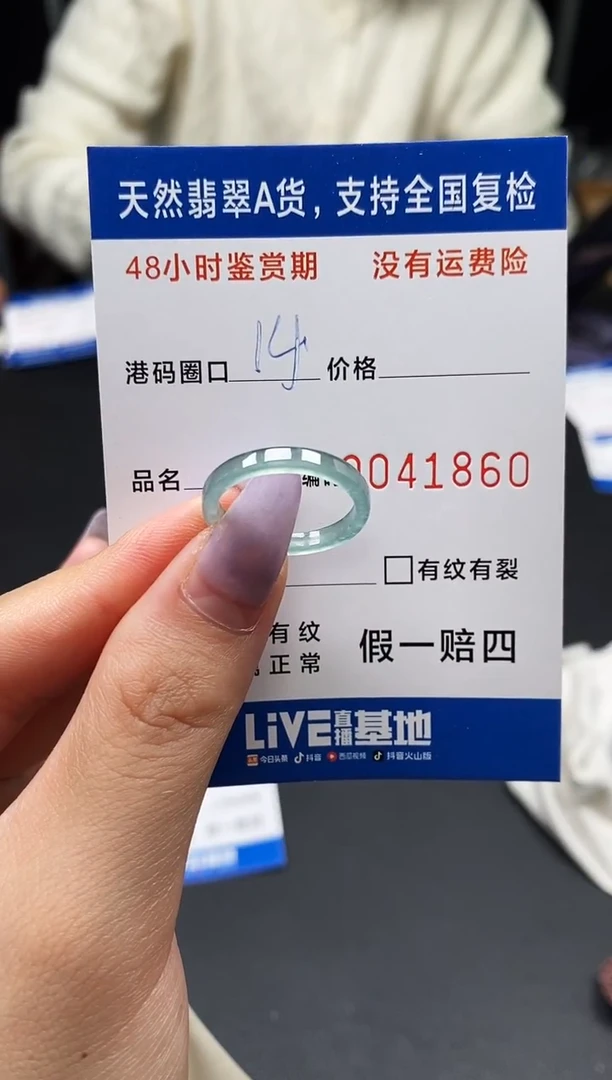 天然翡翠A货，支持全国复检
48小时鉴赏期 没有运费险
港码圈口 14 价格
品名 编 0041860
□有纹有裂
有纹
正常 假一赔四
LiVE直播基地
今日头条 抖音 西瓜视频 抖音火山版